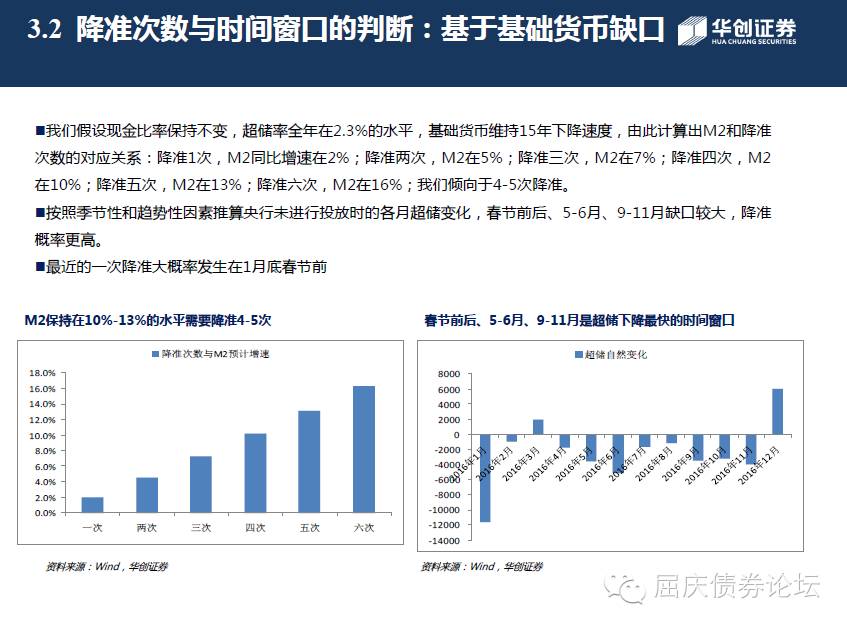 3.2 降准次数与时间窗口的判断：基于基础货币缺口
华创证券
HUA CHUANG SECURITIES
■我们假设现金比率保持不变，超储率全年在2.3%的水平，基础货币维持15年下降速度，由此计算出M2和降准
次数的对应关系：降准1次，M2同比增速在2%；降准两次，M2在5%；降准三次，M2在7%；降准四次，M2
在10%；降准五次，M2在13%；降准六次，M2在16%；我们倾向于4-5次降准。
■按照季节性和趋势性因素推算央行未进行投放时的各月超储变化，春节前后、5-6月、9-11月缺口较大，降准
概率更高。
■最近的一次降准大概率发生在1月底春节前
M2保持在10%-13%的水平需要降准4-5次
降准次数与M2预计增速
18.0%
16.0%
14.0%
12.0%
10.0%
8.0%
6.0%
4.0%
2.0%
0.0%
一次 两次 三次 四次 五次 六次
资料来源：Wind，华创证券
春节前后、5-6月、9-11月是超储下降最快的时间窗口
超储自然变化
8000
6000
4000
2000
0
-2000
-4000
-6000
-8000
-10000
-12000
-14000
2016年1月 2016年2月 2016年3月 2016年4月 2016年5月 2016年6月 2016年7月 2016年8月 2016年9月 2016年10月 2016年11月 2016年12月
资料来源：Wind，华创证券
屈庆债券论坛